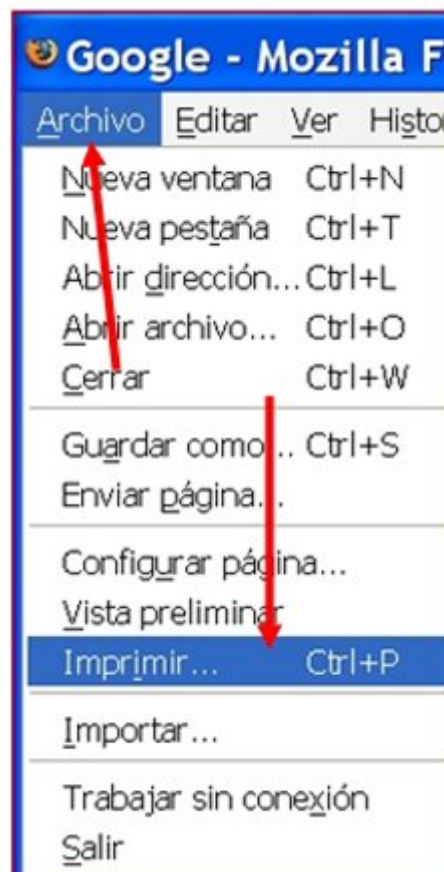 Google - Mozilla F
Archivo Editar Ver Histor
Nueva ventana Ctrl+N
Nueva pestaña Ctrl+T
Abrir dirección... Ctrl+L
Abrir archivo... Ctrl+O
Cerrar Ctrl+W
Guardar como... Ctrl+S
Enviar página...
Configurar página...
Vista preliminar
Imprimir... Ctrl+P
Importar...
Trabajar sin conexión
Salir